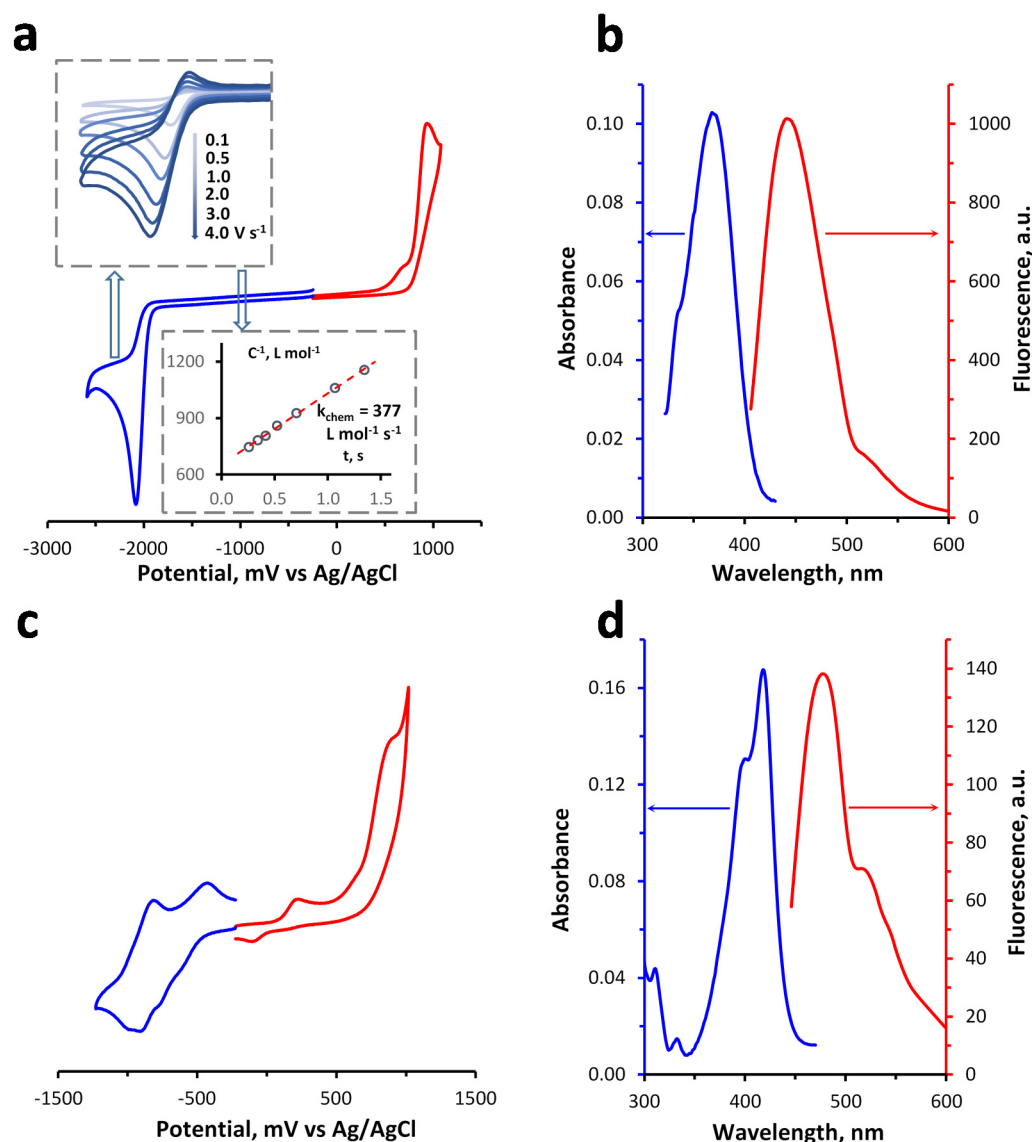 a
0.1
0.5
1.0
2.0
3.0
4.0 V s⁻¹
C⁻¹, L mol⁻¹
1200
900
600
k_chem = 377
L mol⁻¹ s⁻¹
t, s
0.0 0.5 1.0 1.5
-3000 -2000 -1000 0 1000
Potential, mV vs Ag/AgCl
b
0.10
0.08
0.06
0.04
0.02
0.00
Absorbance
1000
800
600
400
200
0
Fluorescence, a.u.
300 400 500 600
Wavelength, nm
c
-1500 -500 500 1500
Potential, mV vs Ag/AgCl
d
0.16
0.12
0.08
0.04
0.00
Absorbance
140
120
100
80
60
40
20
0
Fluorescence, a.u.
300 400 500 600
Wavelength, nm